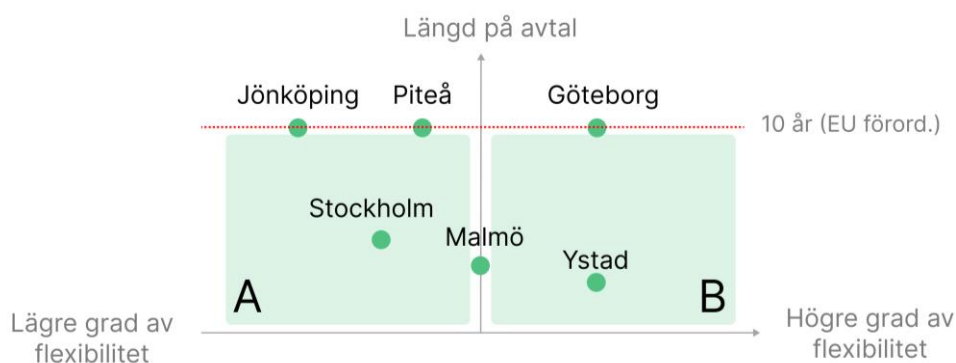 Längd på avtal
Jönköping
Piteå
Göteborg
10 år (EU förord.)
Stockholm
Malmö
Ystad
A
B
Lägre grad av
flexibilitet
Högre grad av
flexibilitet